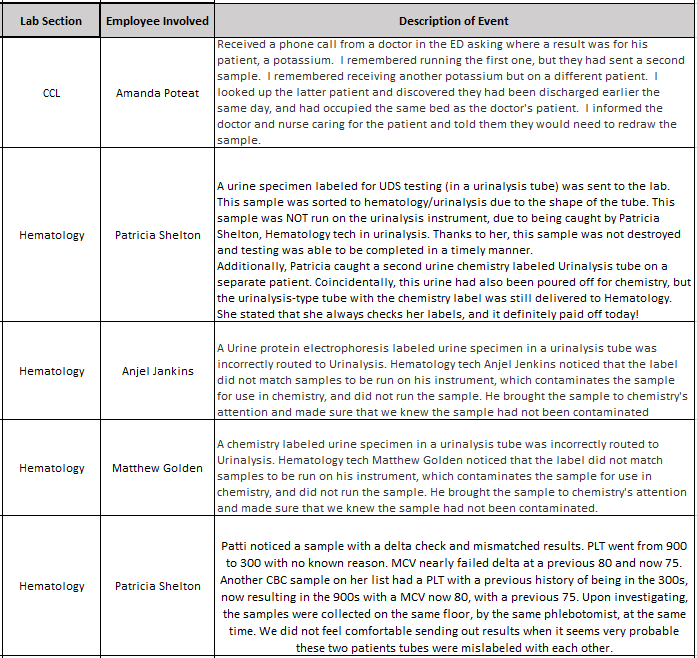 Lab Section Employee Involved Description of Event
Received a phone call from a doctor in the ED asking where a result was for his
patient, a potassium. I remembered running the first one, but they had sent a second
sample. I remembered receiving another potassium but on a different patient. I
CCL Amanda Poteat looked up the latter patient and discovered they had been discharged earlier the
same day, and had occupied the same bed as the doctor's patient. I informed the
doctor and nurse caring for the patient and told them they would need to redraw the
sample.
A urine specimen labeled for UDS testing (in a urinalysis tube) was sent to the lab.
This sample was sorted to hematology/urinalysis due to the shape of the tube. This
sample was NOT run on the urinalysis instrument, due to being caught by Patricia
Hematology Patricia Shelton Shelton, Hematology tech in urinalysis. Thanks to her, this sample was not destroyed
and testing was able to be completed in a timely manner.
Additionally, Patricia caught a second urine chemistry labeled Urinalysis tube on a
separate patient. Coincidentally, this urine had also been poured off for chemistry, but
the urinalysis-type tube with the chemistry label was still delivered to Hematology.
She stated that she always checks her labels, and it definitely paid off today!
A Urine protein electrophoresis labeled urine specimen in a urinalysis tube was
incorrectly routed to Urinalysis. Hematology tech Anjel Jenkins noticed that the label
Hematology Anjel Jankins did not match samples to be run on his instrument, which contaminates the sample
for use in chemistry, and did not run the sample. He brought the sample to chemistry's
attention and made sure that we knew the sample had not been contaminated
A chemistry labeled urine specimen in a urinalysis tube was incorrectly routed to
Urinalysis. Hematology tech Matthew Golden noticed that the label did not match
Hematology Matthew Golden samples to be run on his instrument, which contaminates the sample for use in
chemistry, and did not run the sample. He brought the sample to chemistry's attention
and made sure that we knew the sample had not been contaminated.
Patti noticed a sample with a delta check and mismatched results. PLT went from 900
to 300 with no known reason. MCV nearly failed delta at a previous 80 and now 75.
Another CBC sample on her list had a PLT with a previous history of being in the 300s,
Hematology Patricia Shelton now resulting in the 900s with a MCV now 80, with a previous 75. Upon investigating,
the samples were collected on the same floor, by the same phlebotomist, at the same
time. We did not feel comfortable sending out results when it seems very probable
these two patients tubes were mislabeled with each other.